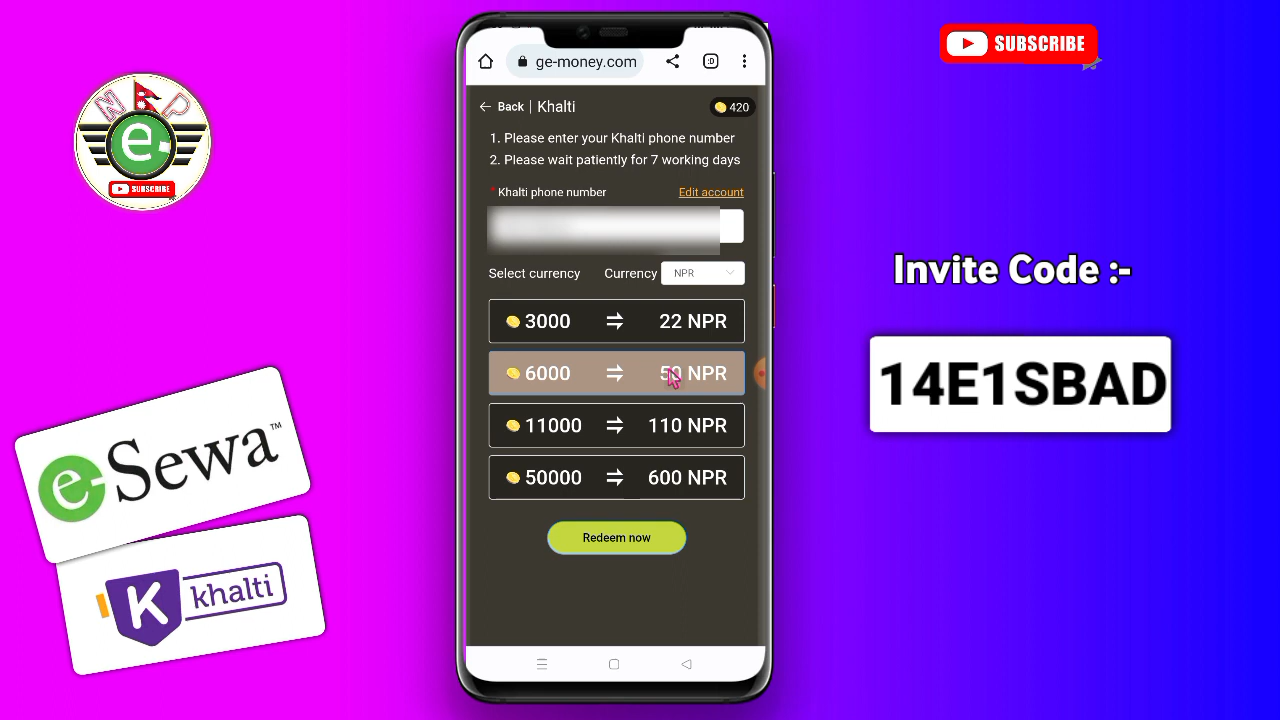 SUBSCRIBE
N P
e
SUBSCRIBE
ge-money.com
:D
Back | Khalti
420
1. Please enter your Khalti phone number
2. Please wait patiently for 7 working days
* Khalti phone number
Edit account
Select currency
Currency
NPR
3000 ⇒ 22 NPR
6000 ⇒ 50 NPR
11000 ⇒ 110 NPR
50000 ⇒ 600 NPR
Redeem now
Invite Code :-
14E1SBAD
eSewa™
K khalti